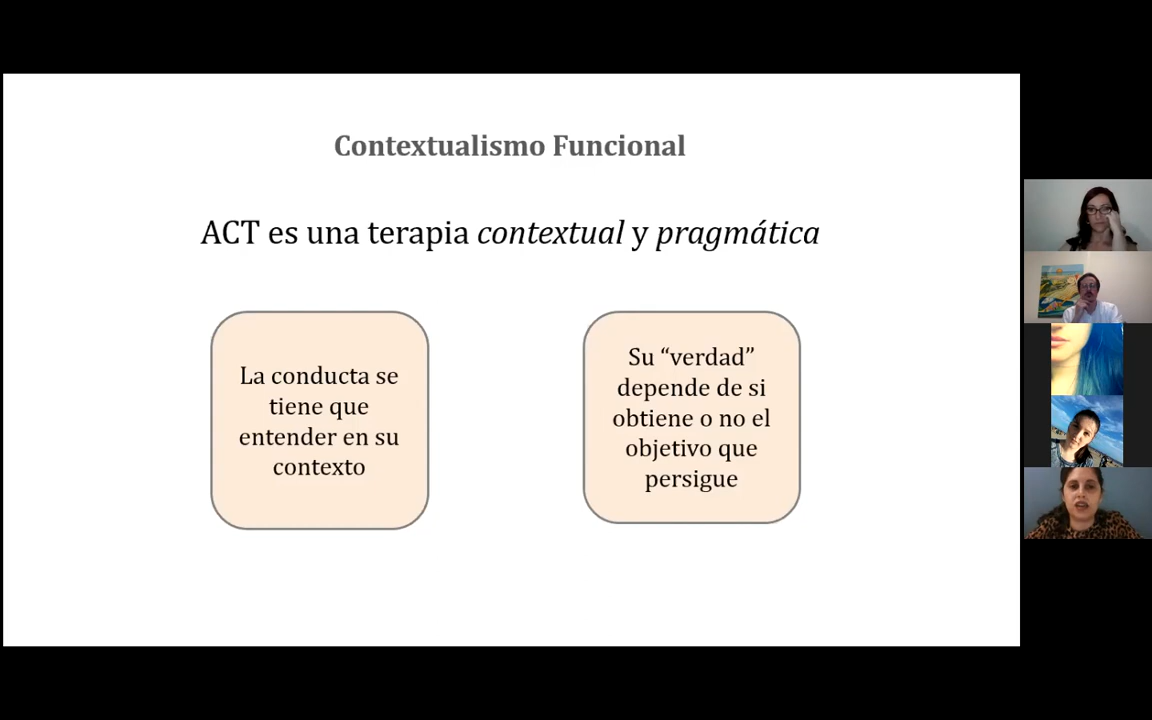 Contextualismo Funcional
ACT es una terapia contextual y pragmática
La conducta se
tiene que
entender en su
contexto
Su “verdad”
depende de si
obtiene o no el
objetivo que
persigue